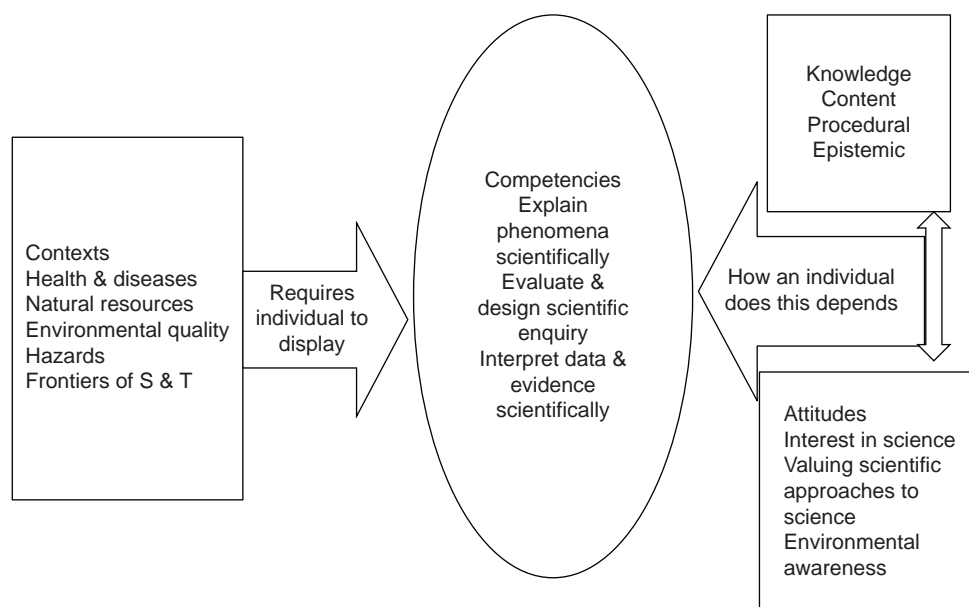 Contexts
Health & diseases
Natural resources
Environmental quality
Hazards
Frontiers of S & T
Requires
individual to
display
Competencies
Explain
phenomena
scientifically
Evaluate &
design scientific
enquiry
Interpret data &
evidence
scientifically
How an individual
does this depends
Knowledge
Content
Procedural
Epistemic
Attitudes
Interest in science
Valuing scientific
approaches to
science
Environmental
awareness